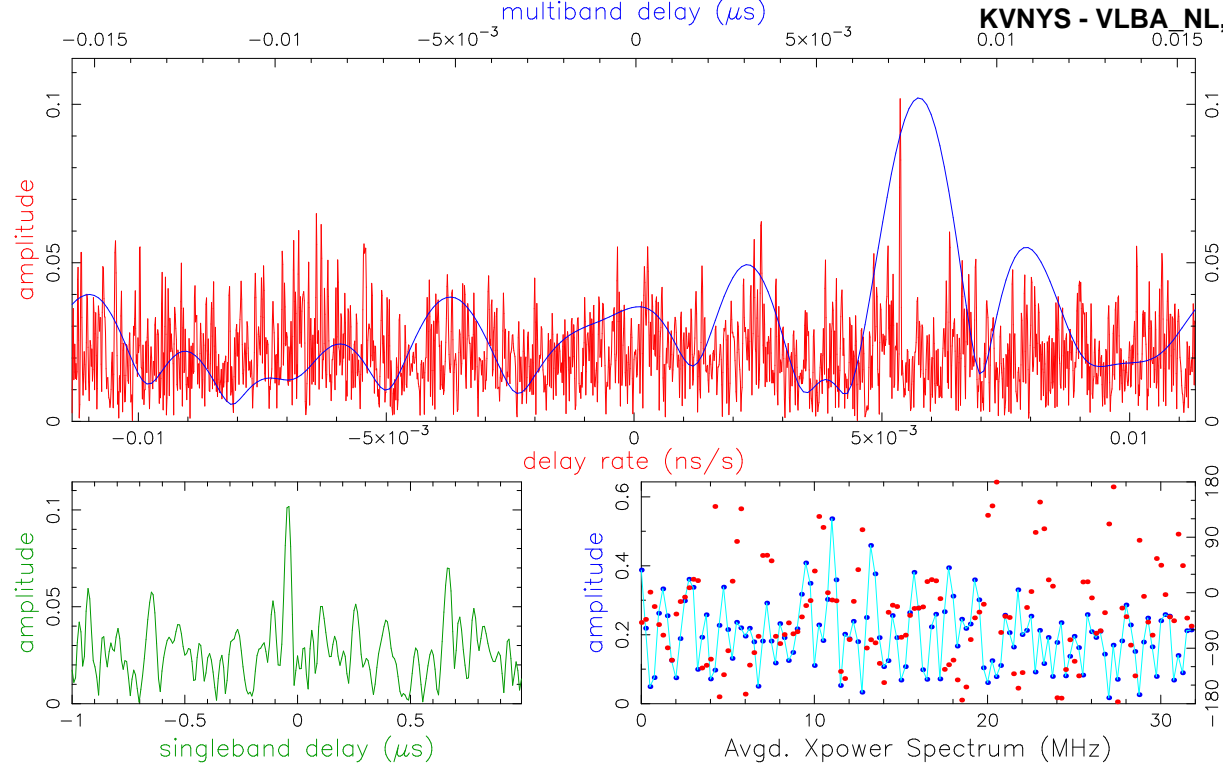 multiband delay (μs)
KVNYS - VLBA_NL,
−0.015 −0.01 −5×10⁻³ 0 5×10⁻³ 0.01 0.015
0.1 0.1
0.05 0.05
amplitude
0 0
−0.01 −5×10⁻³ 0 5×10⁻³ 0.01
delay rate (ns/s)
0.1
0.05
0
amplitude
−1 −0.5 0 0.5
singleband delay (μs)
0.6
0.4
0.2
0
amplitude
180
90
0
−90
−180
0 10 20 30
Avgd. Xpower Spectrum (MHz)